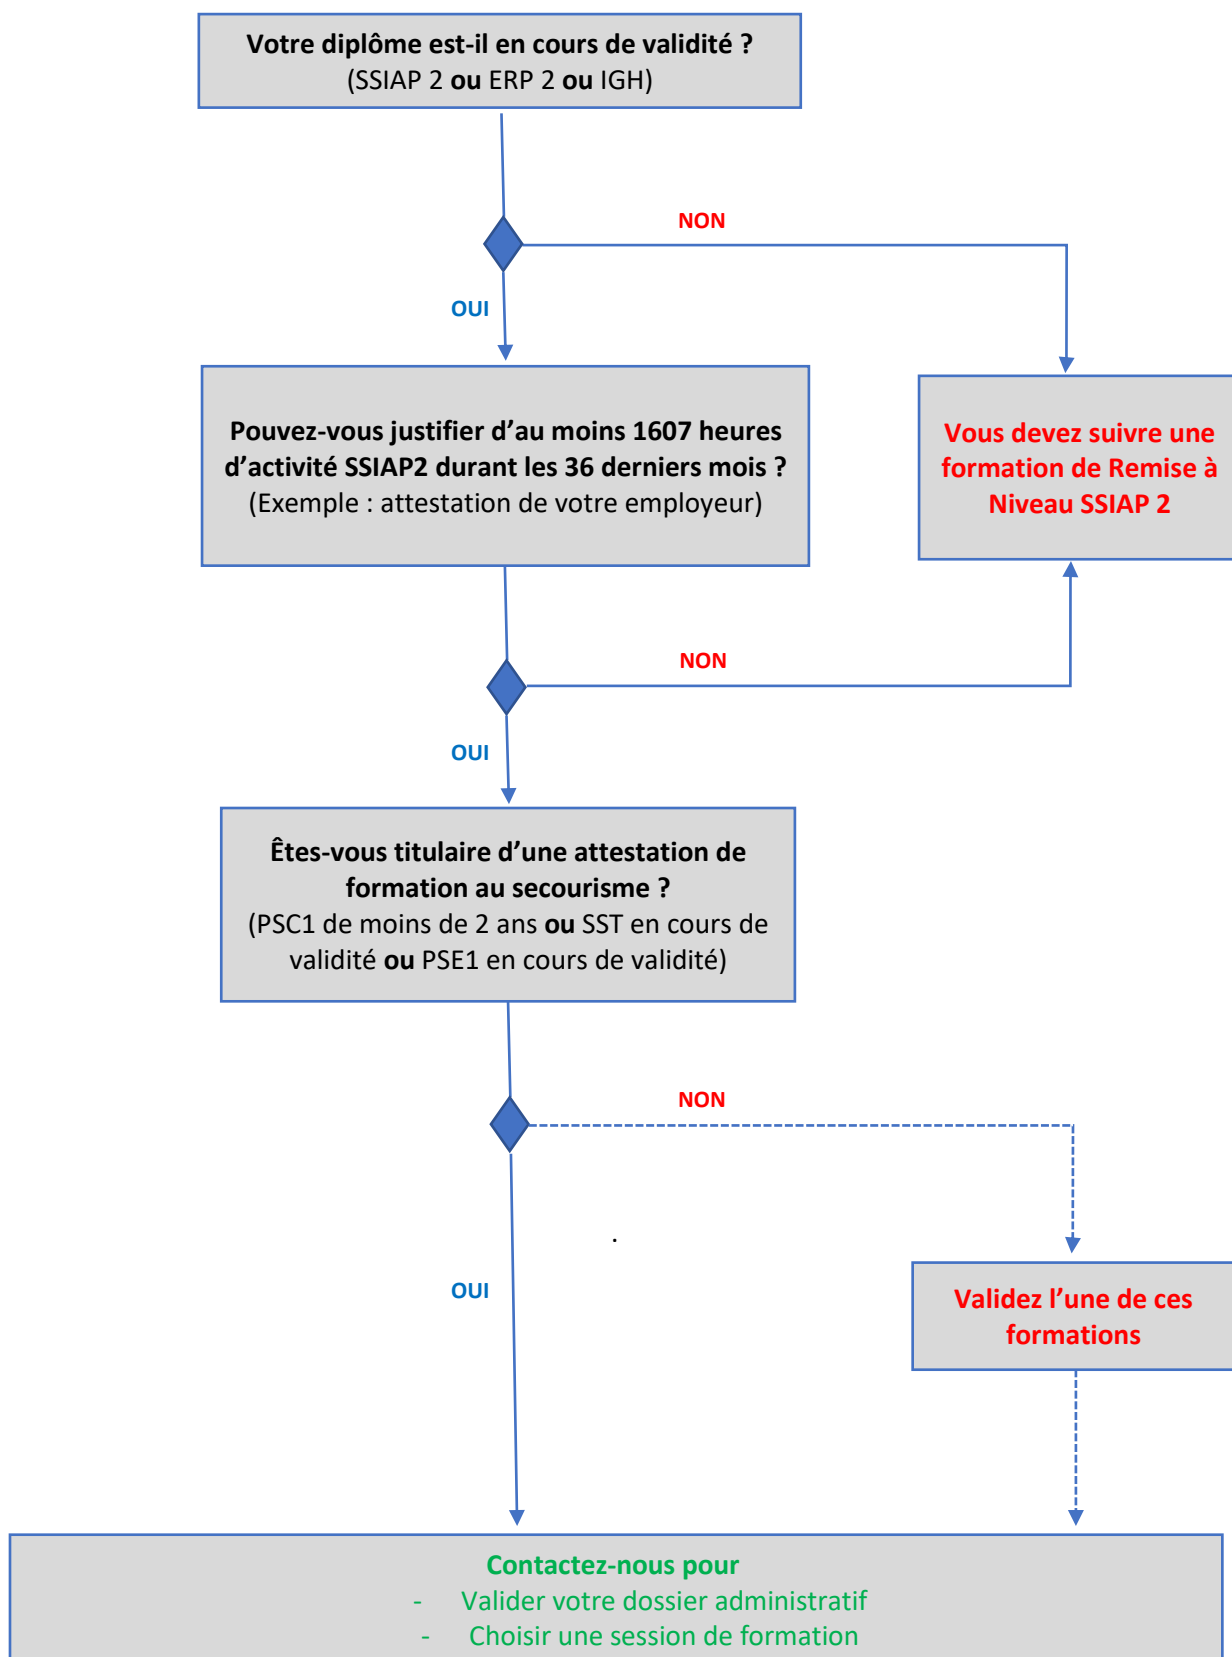 Votre diplôme est-il en cours de validité ?
(SSIAP 2 ou ERP 2 ou IGH)
NON
OUI
Pouvez-vous justifier d’au moins 1607 heures
d’activité SSIAP2 durant les 36 derniers mois ?
(Exemple : attestation de votre employeur)
Vous devez suivre une
formation de Remise à
Niveau SSIAP 2
NON
OUI
Êtes-vous titulaire d’une attestation de
formation au secourisme ?
(PSC1 de moins de 2 ans ou SST en cours de
validité ou PSE1 en cours de validité)
NON
.
OUI
Validez l’une de ces
formations
Contactez-nous pour
- Valider votre dossier administratif
- Choisir une session de formation